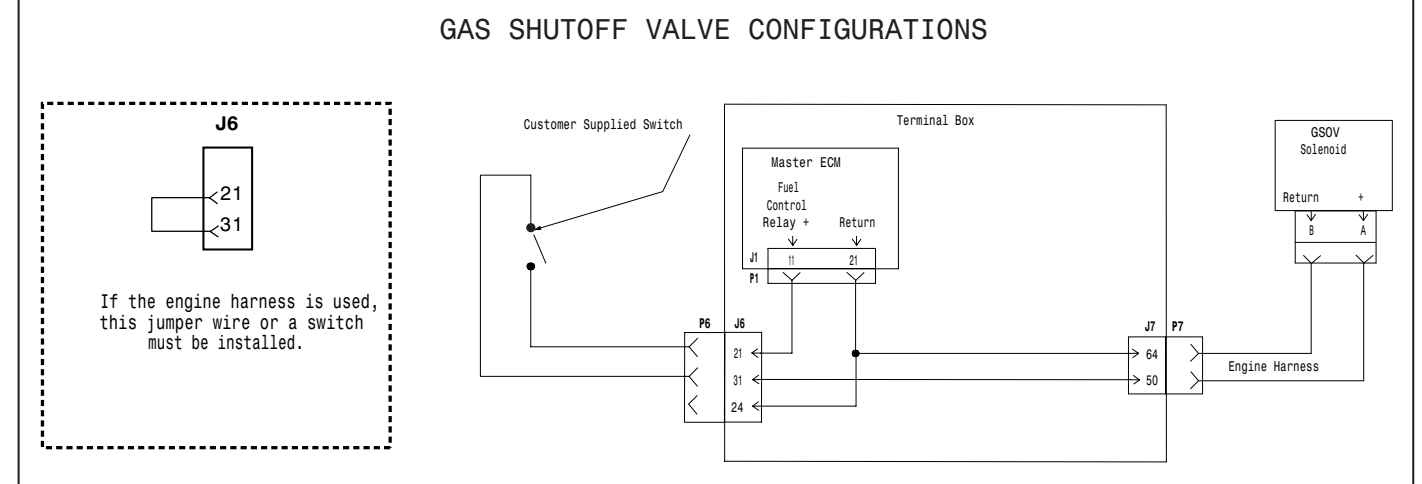 GAS SHUTOFF VALVE CONFIGURATIONS
J6
21
31
If the engine harness is used,
this jumper wire or a switch
must be installed.
Customer Supplied Switch
Terminal Box
Master ECM
Fuel
Control
Relay + Return
J1 11 21
P1
P6 J6
21
31
24
J7 P7
64
50
Engine Harness
GSOV
Solenoid
Return +
B A